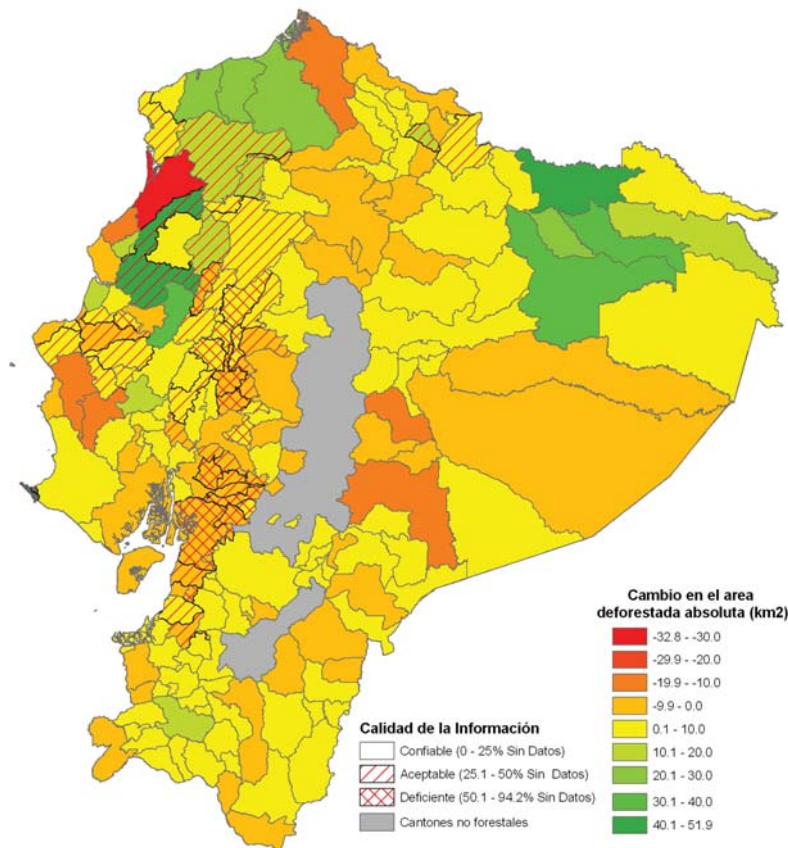 Cambio en el area
deforestada absoluta (km2)
-32.8 - -30.0
-29.9 - -20.0
-19.9 - -10.0
-9.9 - 0.0
0.1 - 10.0
10.1 - 20.0
20.1 - 30.0
30.1 - 40.0
40.1 - 51.9
Calidad de la Información
Confiable (0 - 25% Sin Datos)
Aceptable (25.1 - 50% Sin Datos)
Deficiente (50.1 - 94.2% Sin Datos)
Cantones no forestales